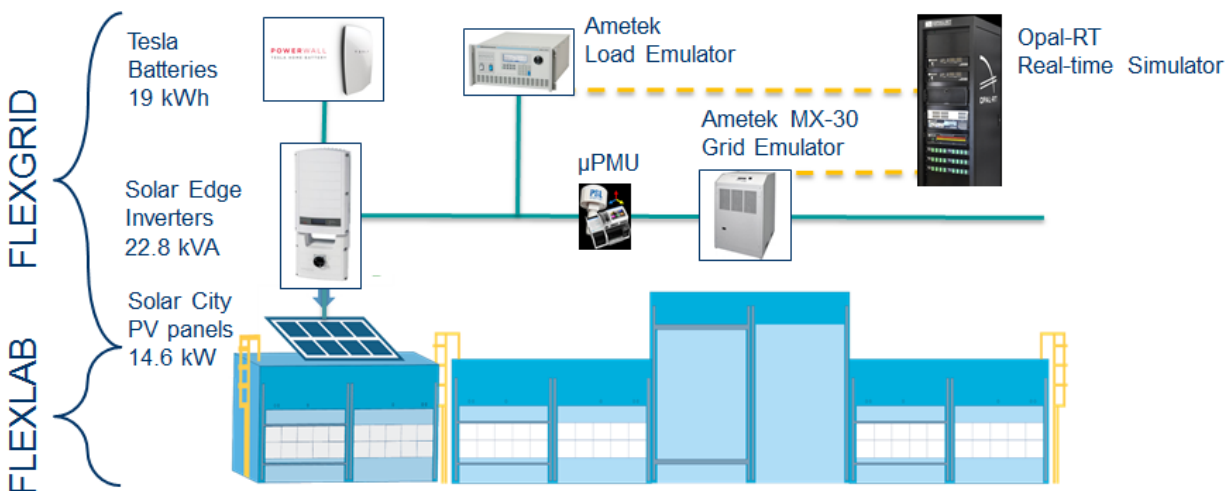 FLEXGRID
FLEXLAB
Tesla
Batteries
19 kWh
POWERWALL
TESLA HOME BATTERY
Ametek
Load Emulator
Opal-RT
Real-time Simulator
OPAL-RT
Ametek MX-30
Grid Emulator
µPMU
Solar Edge
Inverters
22.8 kVA
Solar City
PV panels
14.6 kW